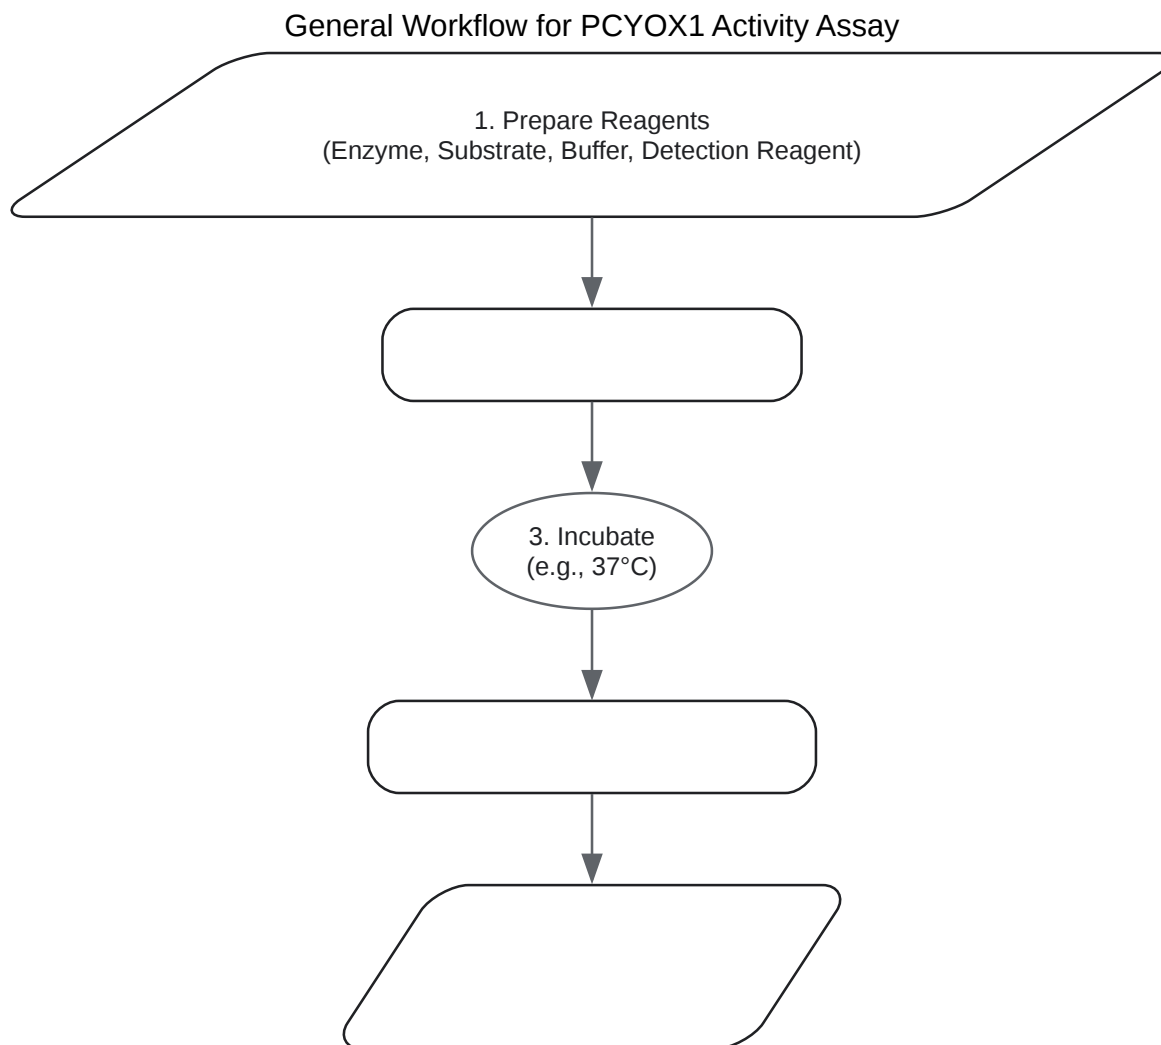 General Workflow for PCYOX1 Activity Assay
1. Prepare Reagents
(Enzyme, Substrate, Buffer, Detection Reagent)
3. Incubate
(e.g., 37°C)